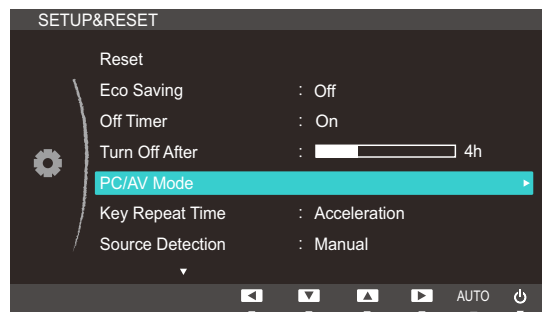 SETUP&RESET
Reset
Eco Saving : Off
Off Timer : On
Turn Off After : 4h
PC/AV Mode
Key Repeat Time : Acceleration
Source Detection : Manual
AUTO